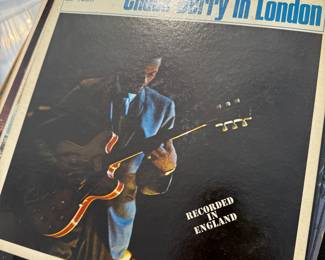 Chuck Berry in London
RECORDED
IN
ENGLAND